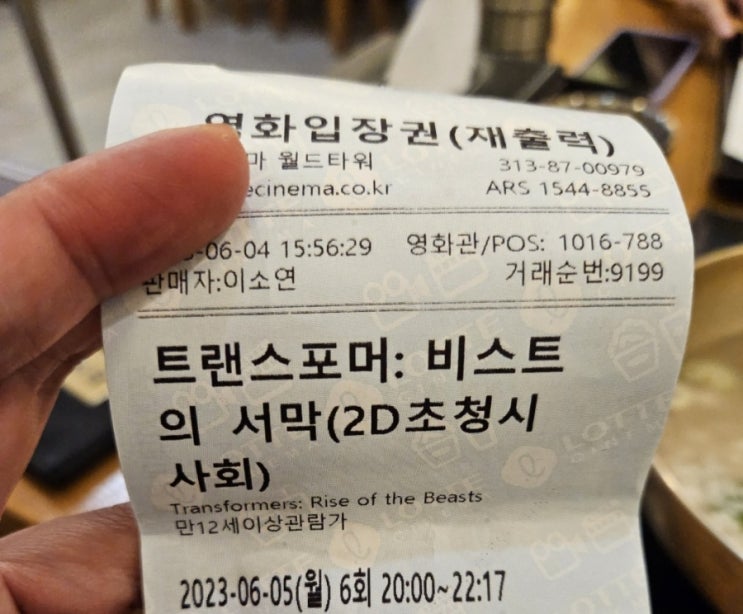 영화입장권(재출력)
마 월드타워 313-87-00979
ecinema.co.kr ARS 1544-8855
-06-04 15:56:29 영화관/POS: 1016-788
판매자:이소연 거래순번:9199
트랜스포머: 비스트
의 서막(2D초청시
사회)
Transformers: Rise of the Beasts
만12세이상관람가
2023-06-05(월) 6회 20:00~22:17